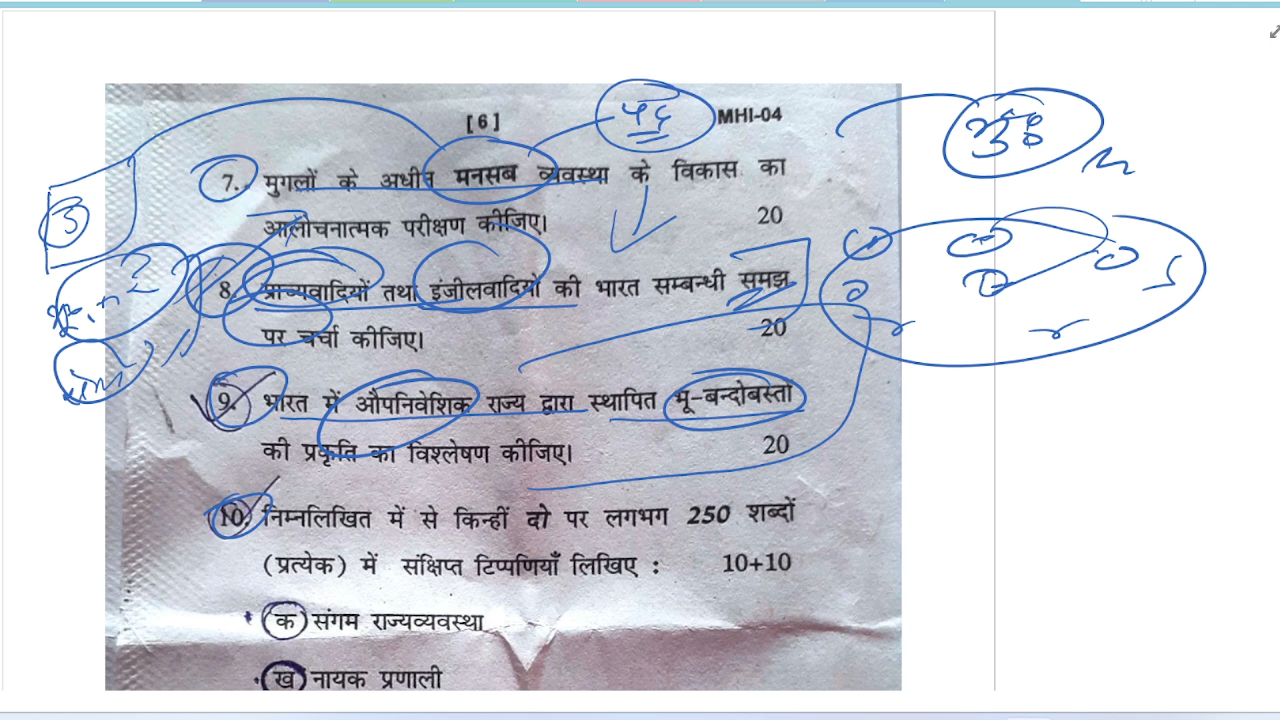 [6] MHI-04
पद
7. मुगलों के अधीन मनसब व्यवस्था के विकास का
आलोचनात्मक परीक्षण कीजिए। 20
8. प्राच्यवादियों तथा इंजीलवादियों की भारत सम्बन्धी समझ
पर चर्चा कीजिए। 20
9. भारत में औपनिवेशिक राज्य द्वारा स्थापित भू-बन्दोबस्तों
की प्रकृति का विश्लेषण कीजिए। 20
10. निम्नलिखित में से किन्हीं दो पर लगभग 250 शब्दों
(प्रत्येक) में संक्षिप्त टिप्पणियाँ लिखिए : 10+10
(क) संगम राज्यव्यवस्था
(ख) नायक प्रणाली